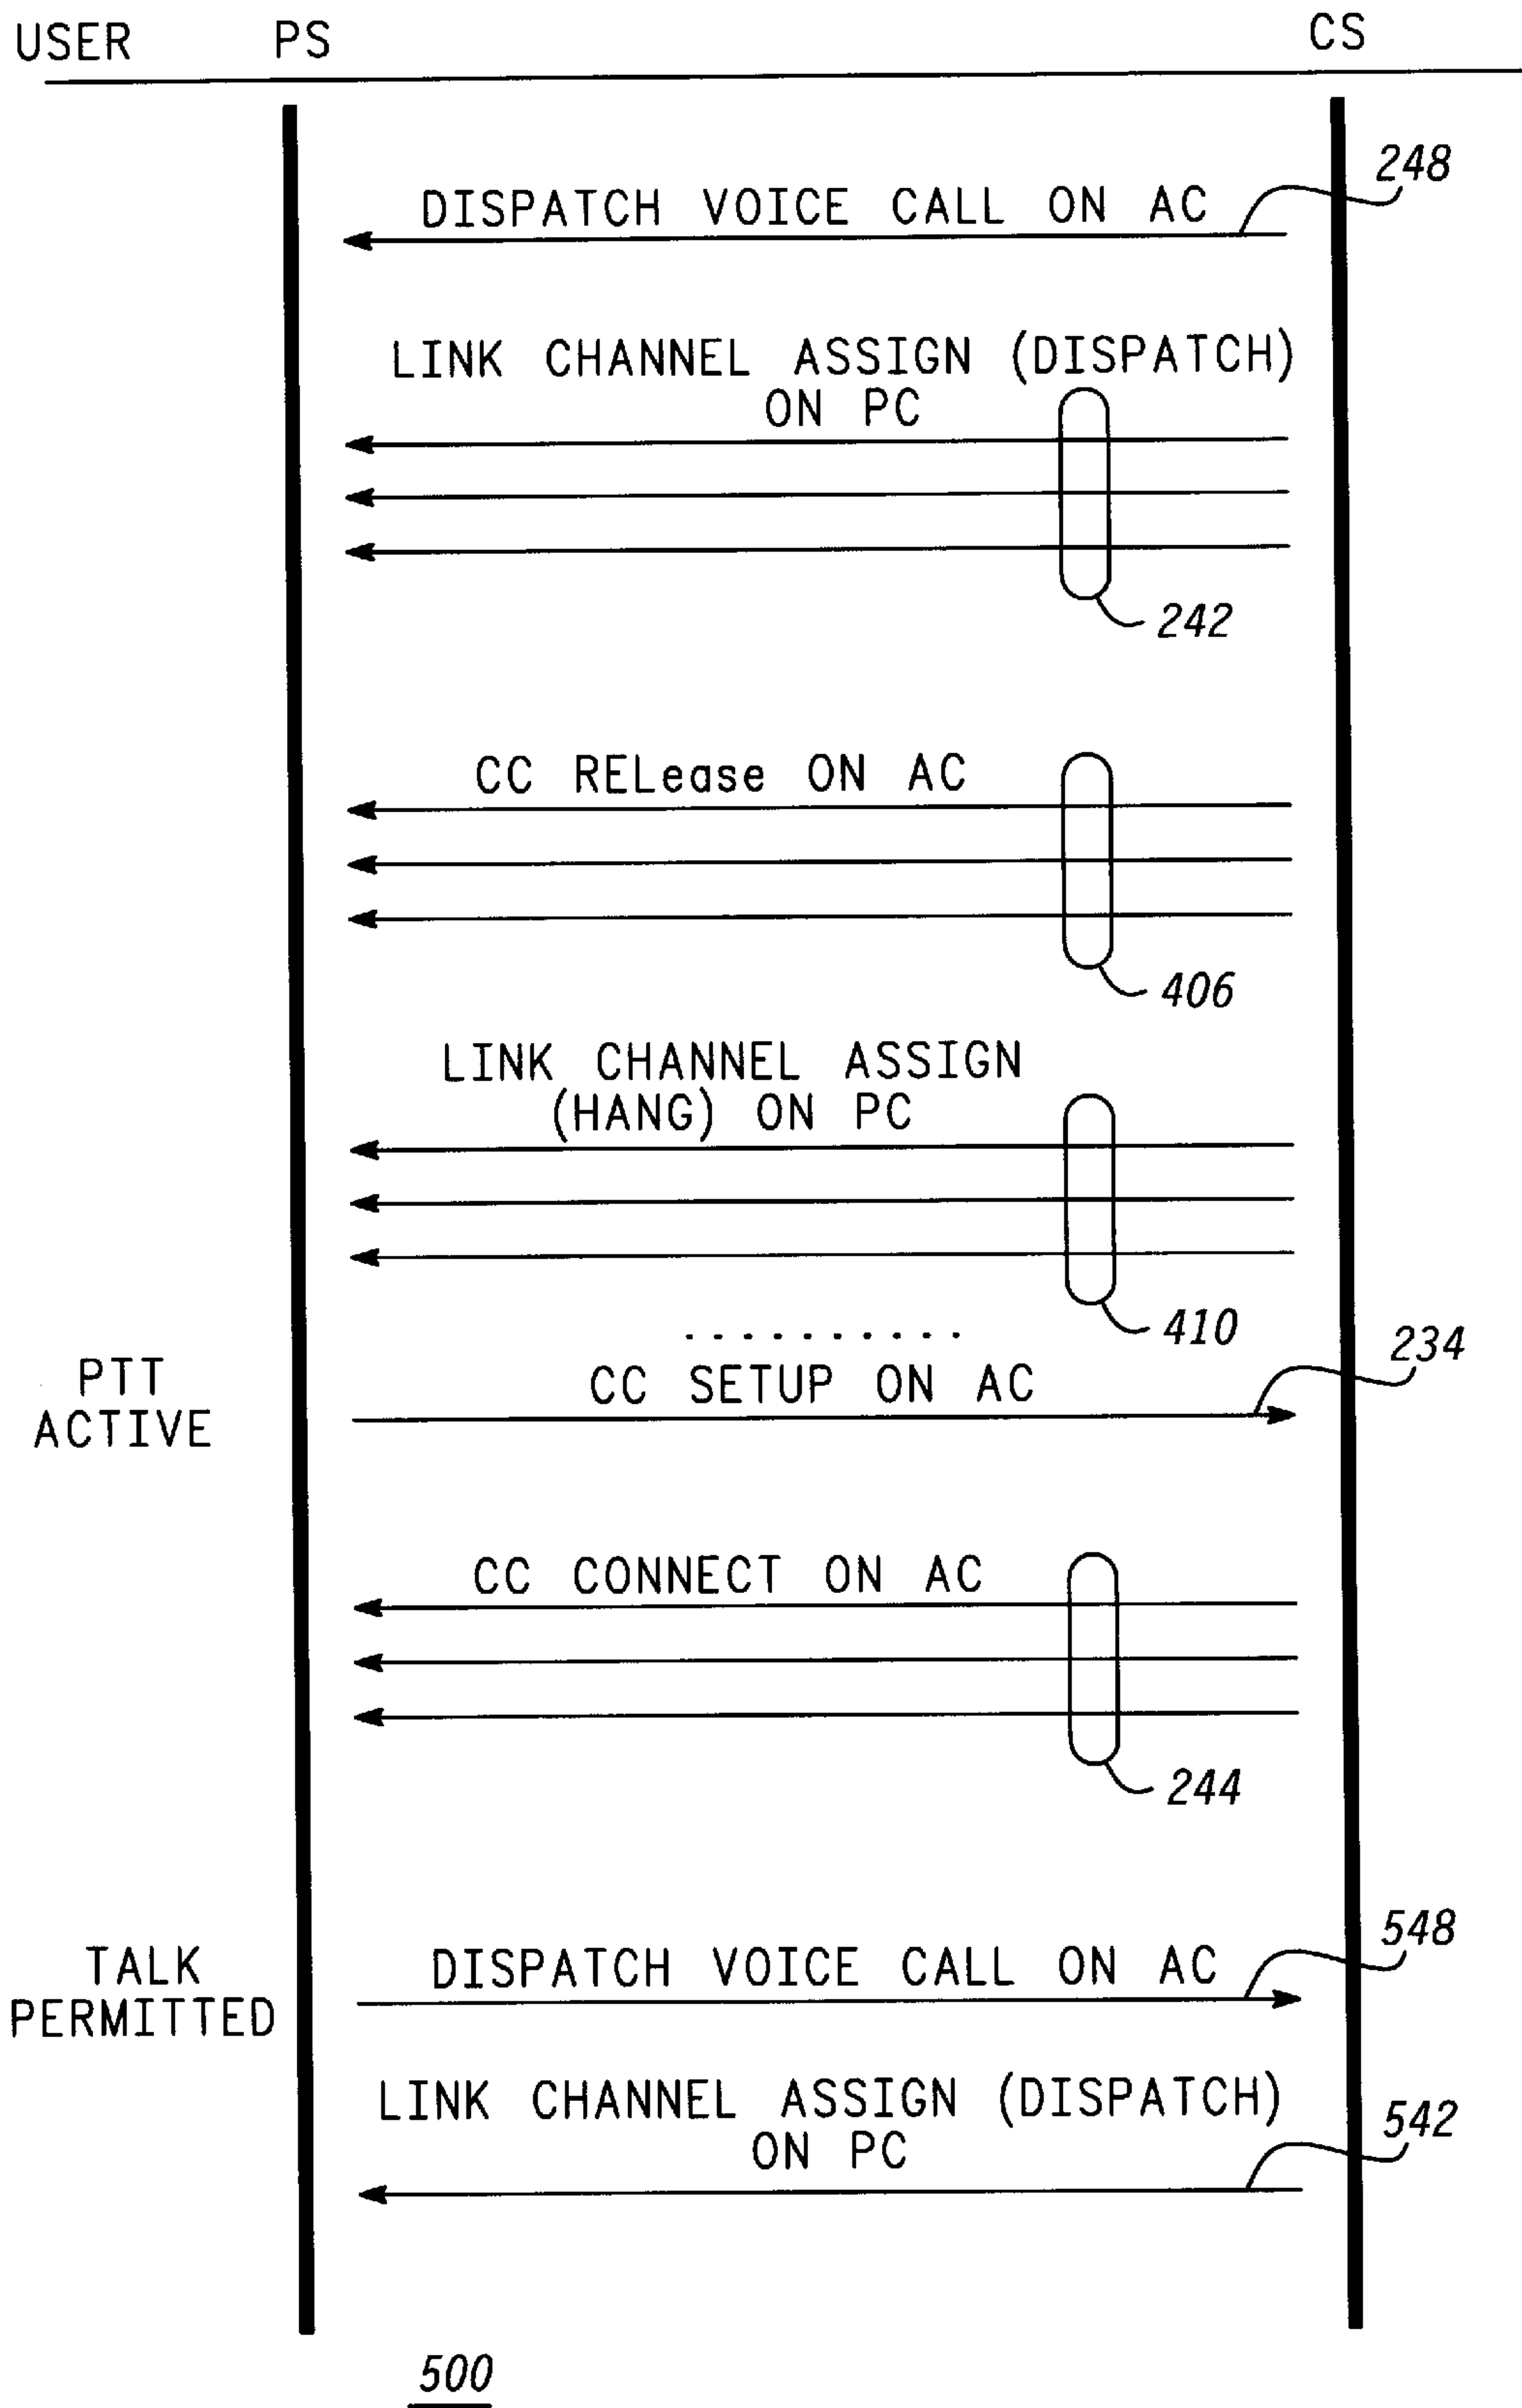 USER PS CS
248
DISPATCH VOICE CALL ON AC
LINK CHANNEL ASSIGN (DISPATCH)
ON PC
242
CC RELease ON AC
406
LINK CHANNEL ASSIGN
(HANG) ON PC
410
234
PTT
ACTIVE
CC SETUP ON AC
CC CONNECT ON AC
244
548
TALK
PERMITTED
DISPATCH VOICE CALL ON AC
LINK CHANNEL ASSIGN (DISPATCH)
ON PC
542
500